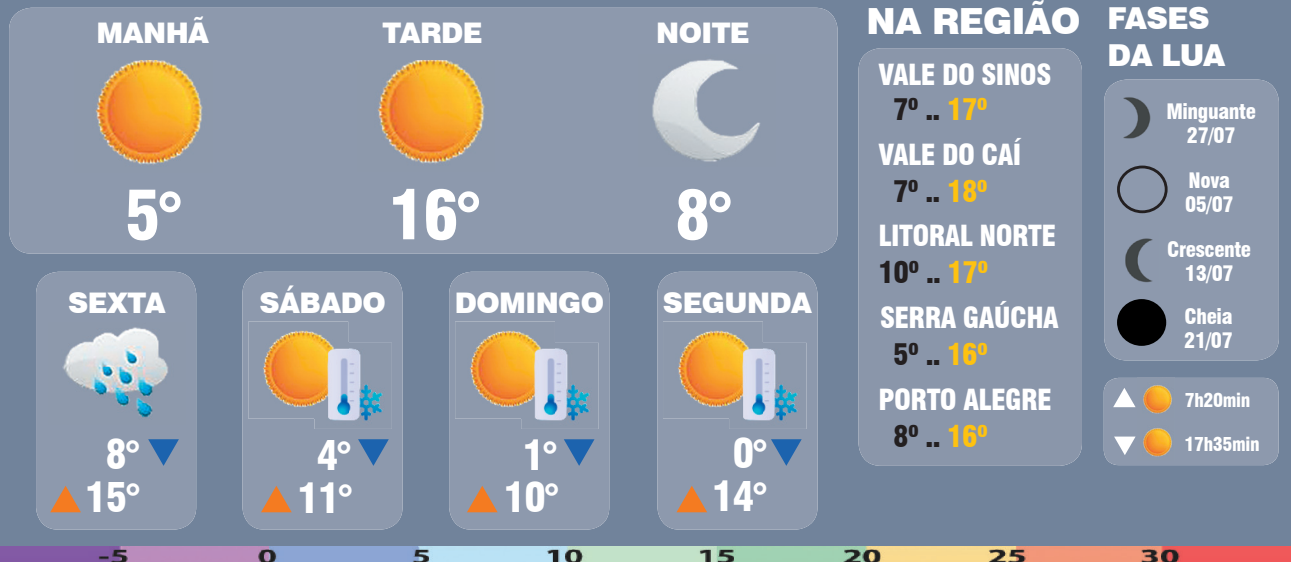 MANHÃ
TARDE
NOITE
5°
16°
8°
SEXTA
8°
15°
SÁBADO
4°
11°
DOMINGO
1°
10°
SEGUNDA
0°
14°
NA REGIÃO
VALE DO SINOS
7º .. 17º
VALE DO CAÍ
7º .. 18º
LITORAL NORTE
10º .. 17º
SERRA GAÚCHA
5º .. 16º
PORTO ALEGRE
8º .. 16º
FASES
DA LUA
Minguante
27/07
Nova
05/07
Crescente
13/07
Cheia
21/07
7h20min
17h35min
-5 0 5 10 15 20 25 30